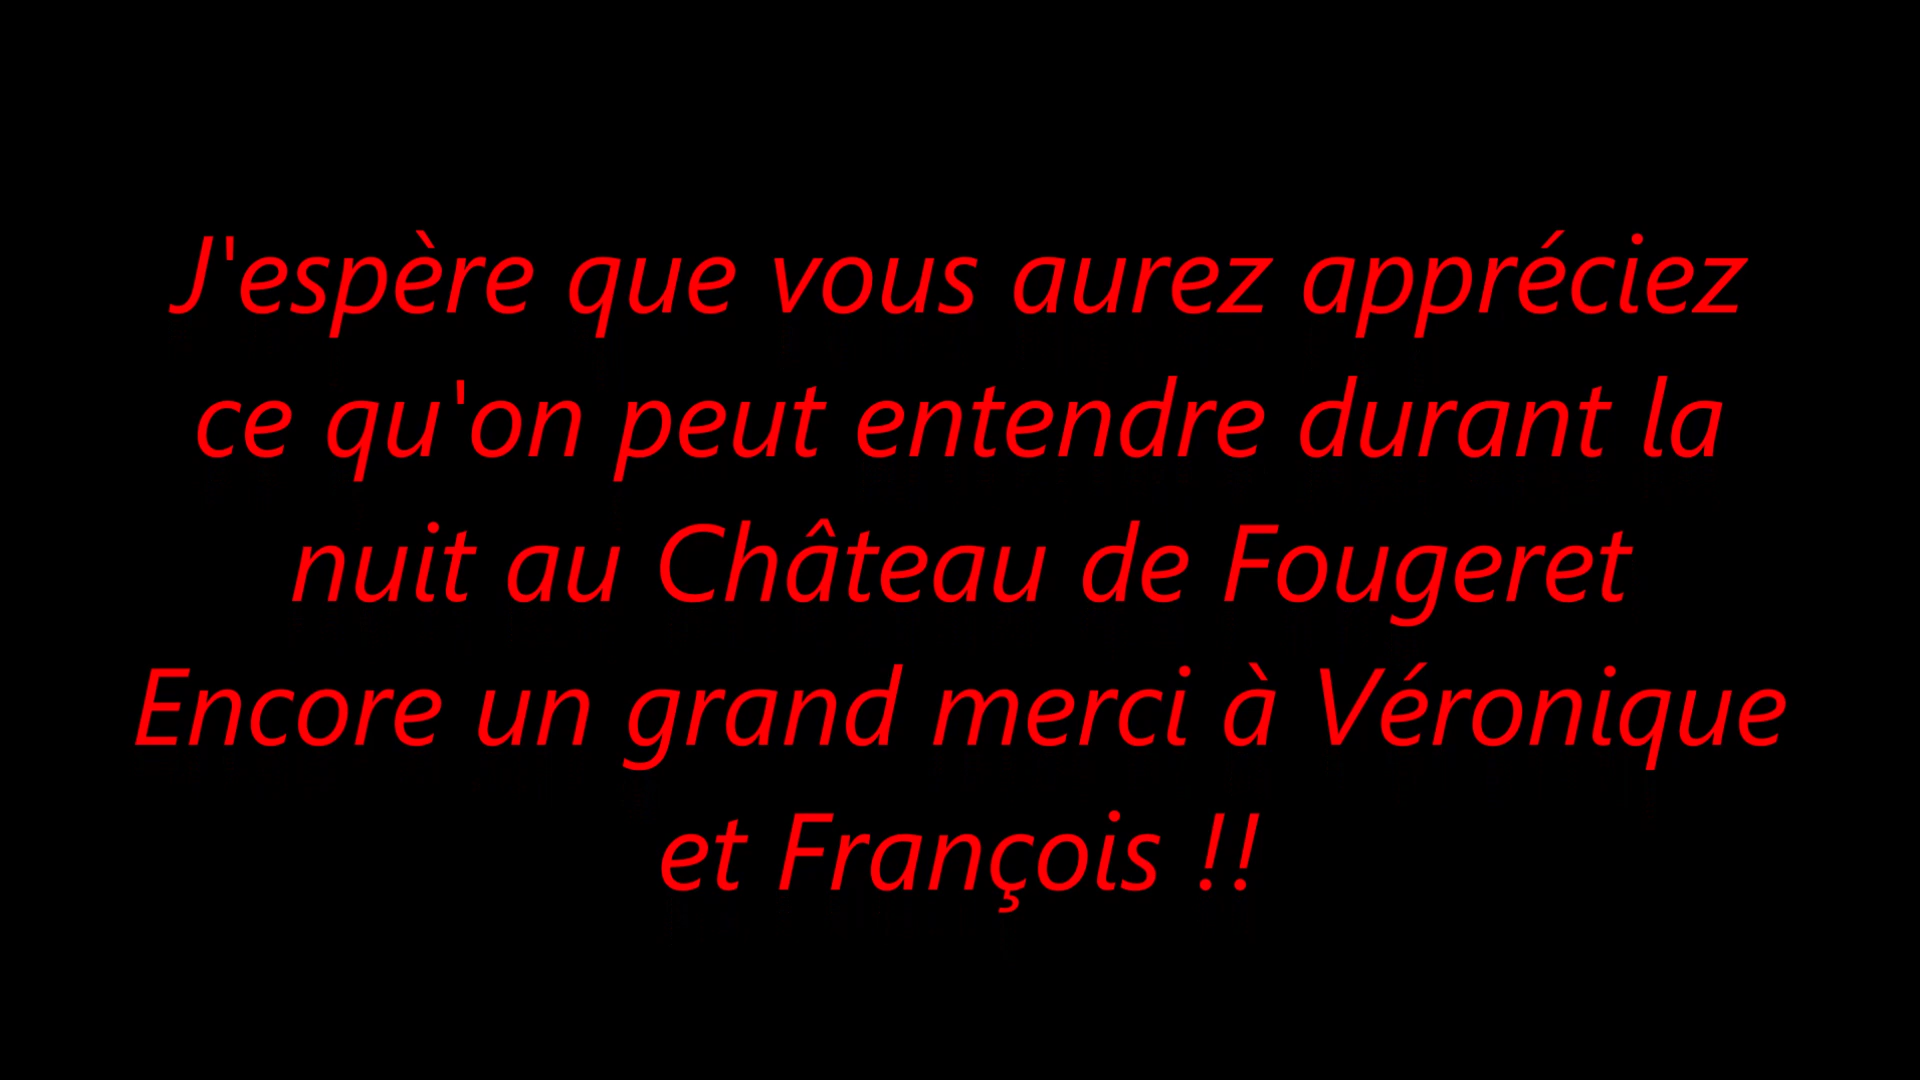 J'espère que vous aurez appréciez
ce qu'on peut entendre durant la
nuit au Château de Fougeret
Encore un grand merci à Véronique
et François !!